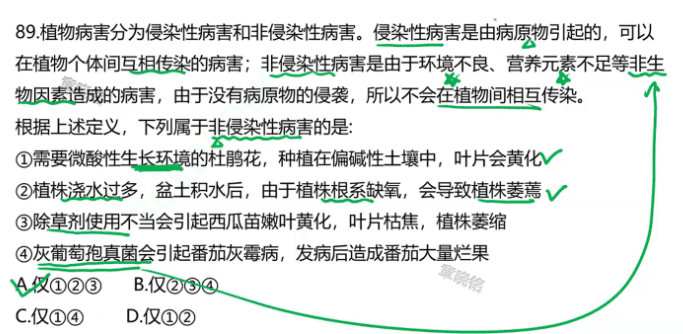 89.植物病害分为侵染性病害和非侵染性病害。侵染性病害是由病原物引起的，可以
在植物个体间互相传染的病害；非侵染性病害是由于环境不良、营养元素不足等非生
物因素造成的病害，由于没有病原物的侵袭，所以不会在植物间相互传染。
根据上述定义，下列属于非侵染性病害的是:
①需要微酸性生长环境的杜鹃花，种植在偏碱性土壤中，叶片会黄化
②植株浇水过多，盆土积水后，由于植株根系缺氧，会导致植株萎蔫
③除草剂使用不当会引起西瓜苗嫩叶黄化，叶片枯焦，植株萎缩
④灰葡萄孢真菌会引起番茄灰霉病，发病后造成番茄大量烂果
A.仅①②③ B.仅②③④
C.仅①④ D.仅①②